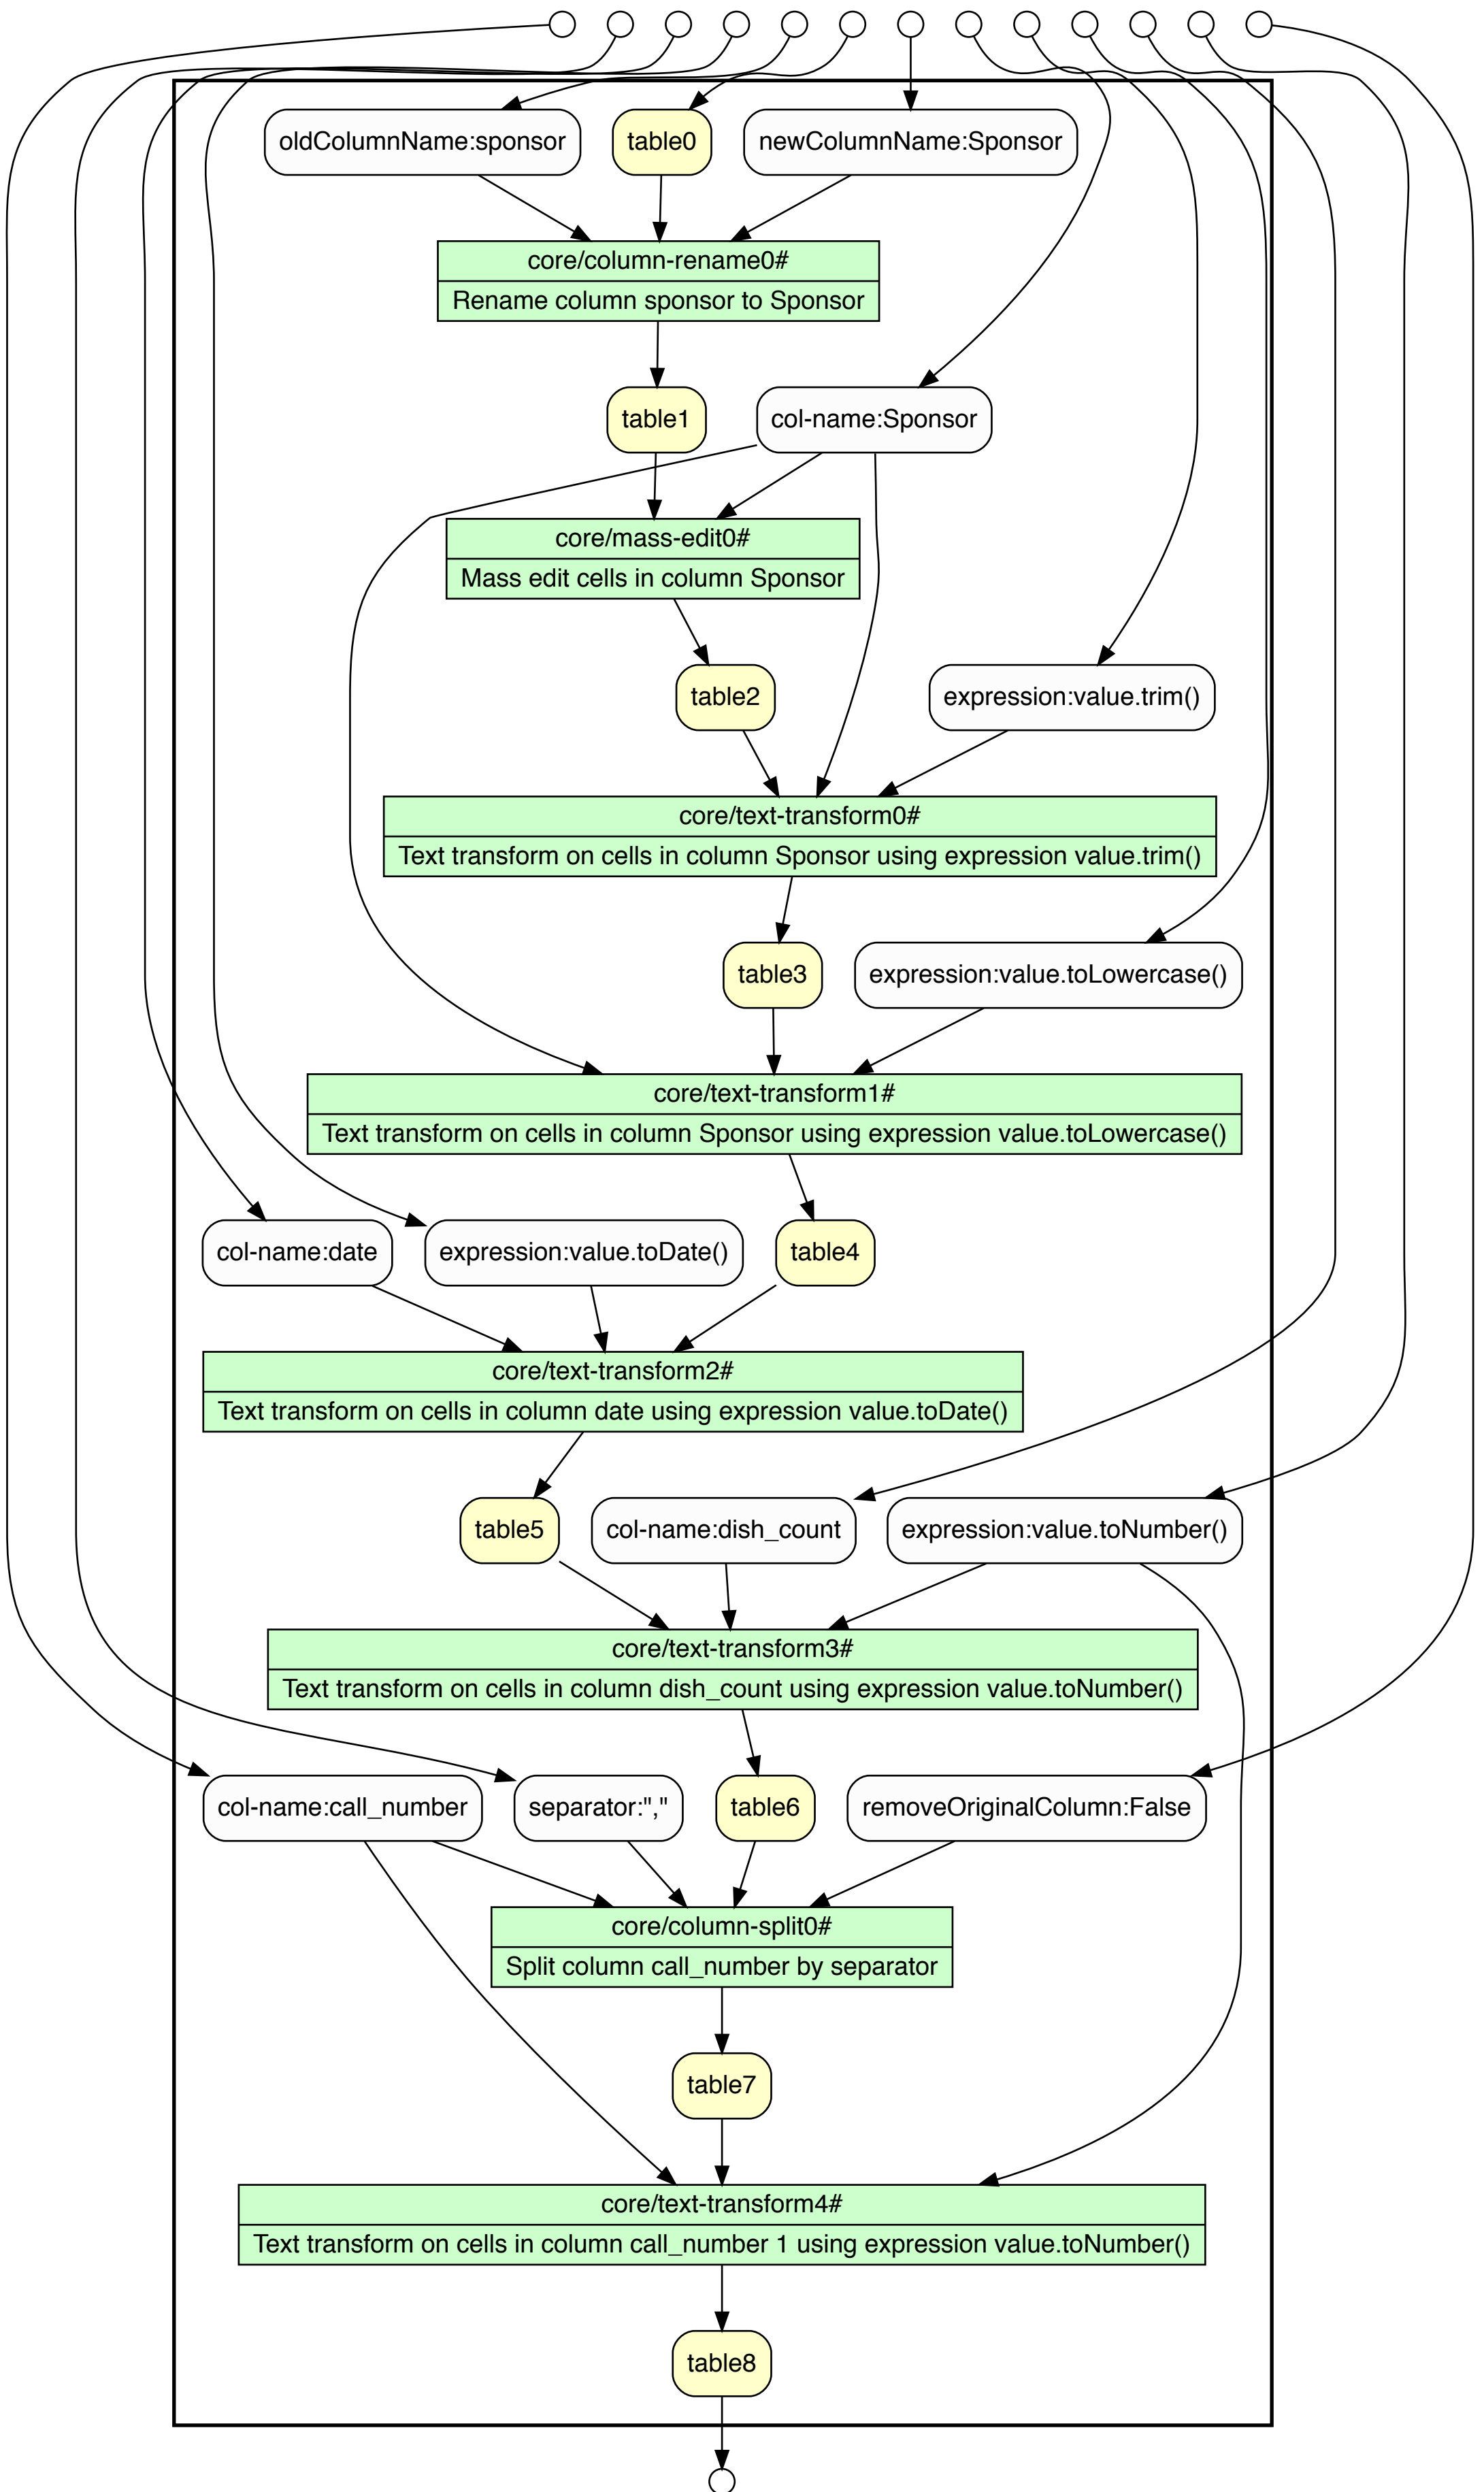 oldColumnName:sponsor
table0
newColumnName:Sponsor
core/column-rename0#
Rename column sponsor to Sponsor
table1
col-name:Sponsor
core/mass-edit0#
Mass edit cells in column Sponsor
table2
expression:value.trim()
core/text-transform0#
Text transform on cells in column Sponsor using expression value.trim()
table3
expression:value.toLowercase()
core/text-transform1#
Text transform on cells in column Sponsor using expression value.toLowercase()
col-name:date
expression:value.toDate()
table4
core/text-transform2#
Text transform on cells in column date using expression value.toDate()
table5
col-name:dish_count
expression:value.toNumber()
core/text-transform3#
Text transform on cells in column dish_count using expression value.toNumber()
col-name:call_number
separator:","
table6
removeOriginalColumn:False
core/column-split0#
Split column call_number by separator
table7
core/text-transform4#
Text transform on cells in column call_number 1 using expression value.toNumber()
table8